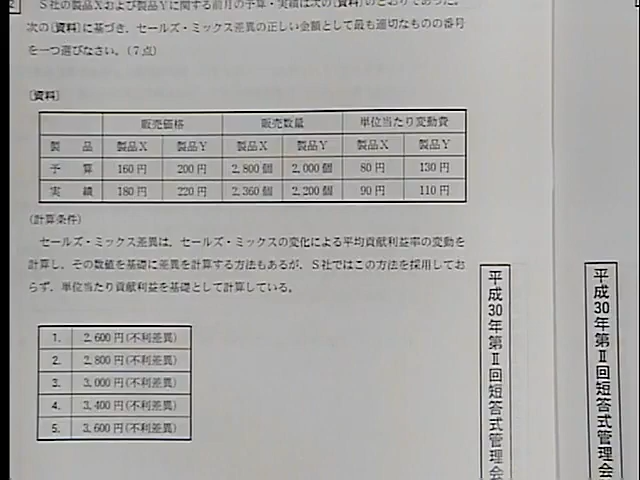 S社の製品Xおよび製品Yに関する前月の予算・実績は次の[資料]のとおりであった。
次の[資料]に基づき、セールズ・ミックス差異の正しい金額として最も適切なものの番号
を一つ選びなさい。(7点)
[資料]
販売価格 販売数量 単位当たり変動費
製品 製品X 製品Y 製品X 製品Y 製品X 製品Y
予算 160円 200円 2,800個 2,000個 80円 130円
実績 180円 220円 2,360個 2,200個 90円 110円
(計算条件)
セールズ・ミックス差異は、セールズ・ミックスの変化による平均貢献利益率の変動を
計算し、その数値を基礎に差異を計算する方法もあるが、S社ではこの方法を採用してお
らず、単位当たり貢献利益を基礎として計算している。
1. 2,600円(不利差異)
2. 2,800円(不利差異)
3. 3,000円(不利差異)
4. 3,400円(不利差異)
5. 3,600円(不利差異)
平成30年第Ⅱ回短答式管理会
平成30年第Ⅱ回短答式管理会